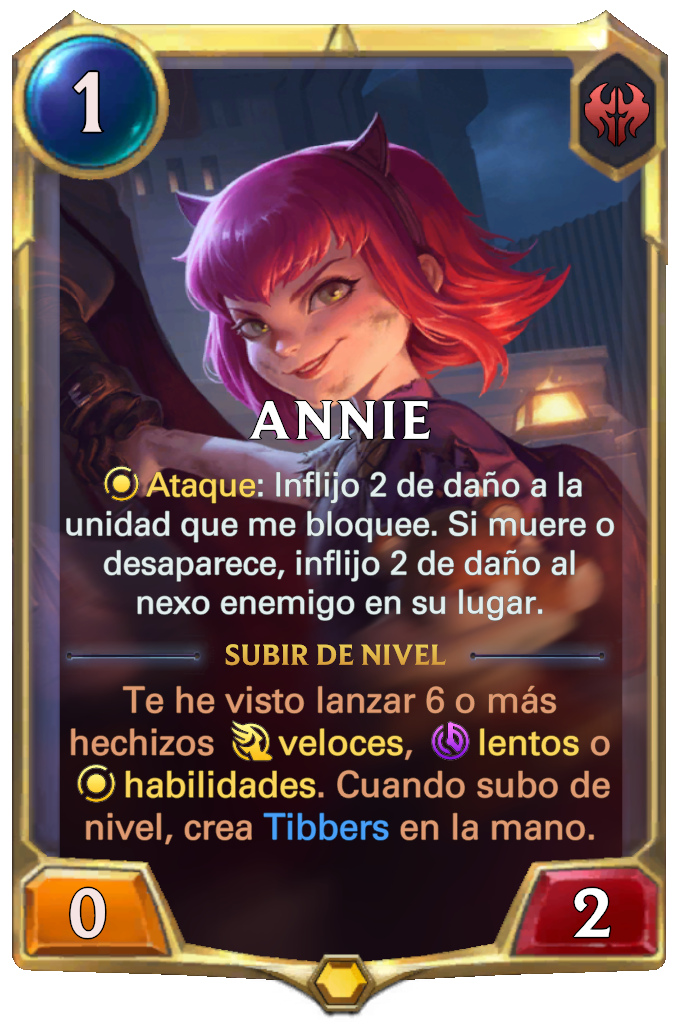 1
ANNIE
Ataque: Inflijo 2 de daño a la
unidad que me bloquee. Si muere o
desaparece, inflijo 2 de daño al
nexo enemigo en su lugar.
SUBIR DE NIVEL
Te he visto lanzar 6 o más
hechizos veloces, lentos o
habilidades. Cuando subo de
nivel, crea Tibbers en la mano.
0
2